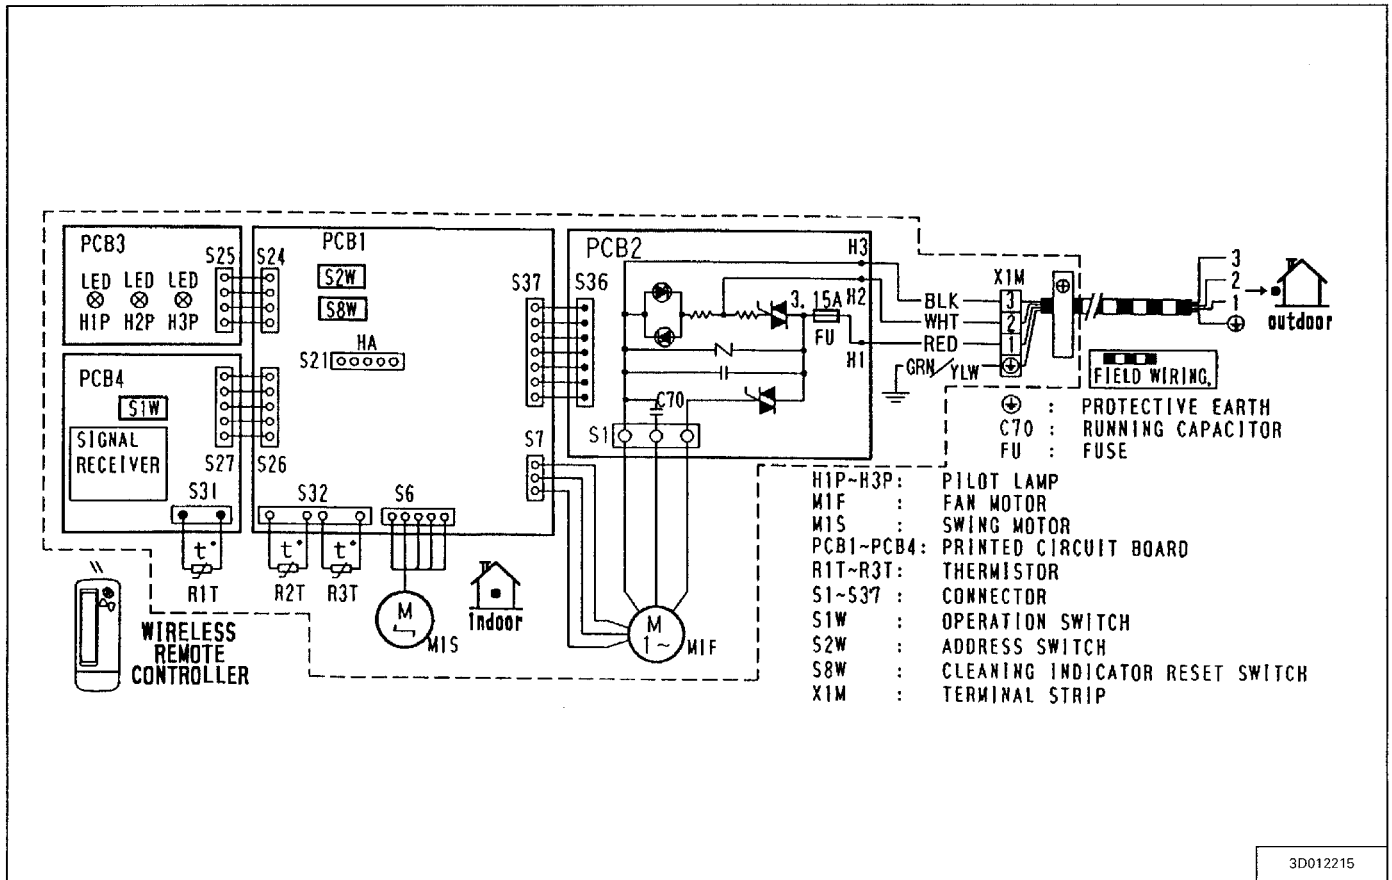 PCB3
S25
S24
PCB1
PCB2
H3
LED LED LED
H1P H2P H3P
S2W
S8W
S37
S36
3.15A
H2
FU
H1
X1M
3
2
1
BLK
WHT
RED
GRN/YLW
3
2
1
outdoor
FIELD WIRING.
HA
S21
PCB4
S1W
SIGNAL
RECEIVER
S27
S26
S7
C70
S1
S31
S32
S6
t°
t°
t°
R1T
R2T
R3T
M
M1S
indoor
M
1~
M1F
WIRELESS
REMOTE
CONTROLLER
: PROTECTIVE EARTH
C70 : RUNNING CAPACITOR
FU : FUSE
H1P~H3P: PILOT LAMP
M1F : FAN MOTOR
M1S : SWING MOTOR
PCB1~PCB4: PRINTED CIRCUIT BOARD
R1T~R3T: THERMISTOR
S1~S37 : CONNECTOR
S1W : OPERATION SWITCH
S2W : ADDRESS SWITCH
S8W : CLEANING INDICATOR RESET SWITCH
X1M : TERMINAL STRIP
3D012215